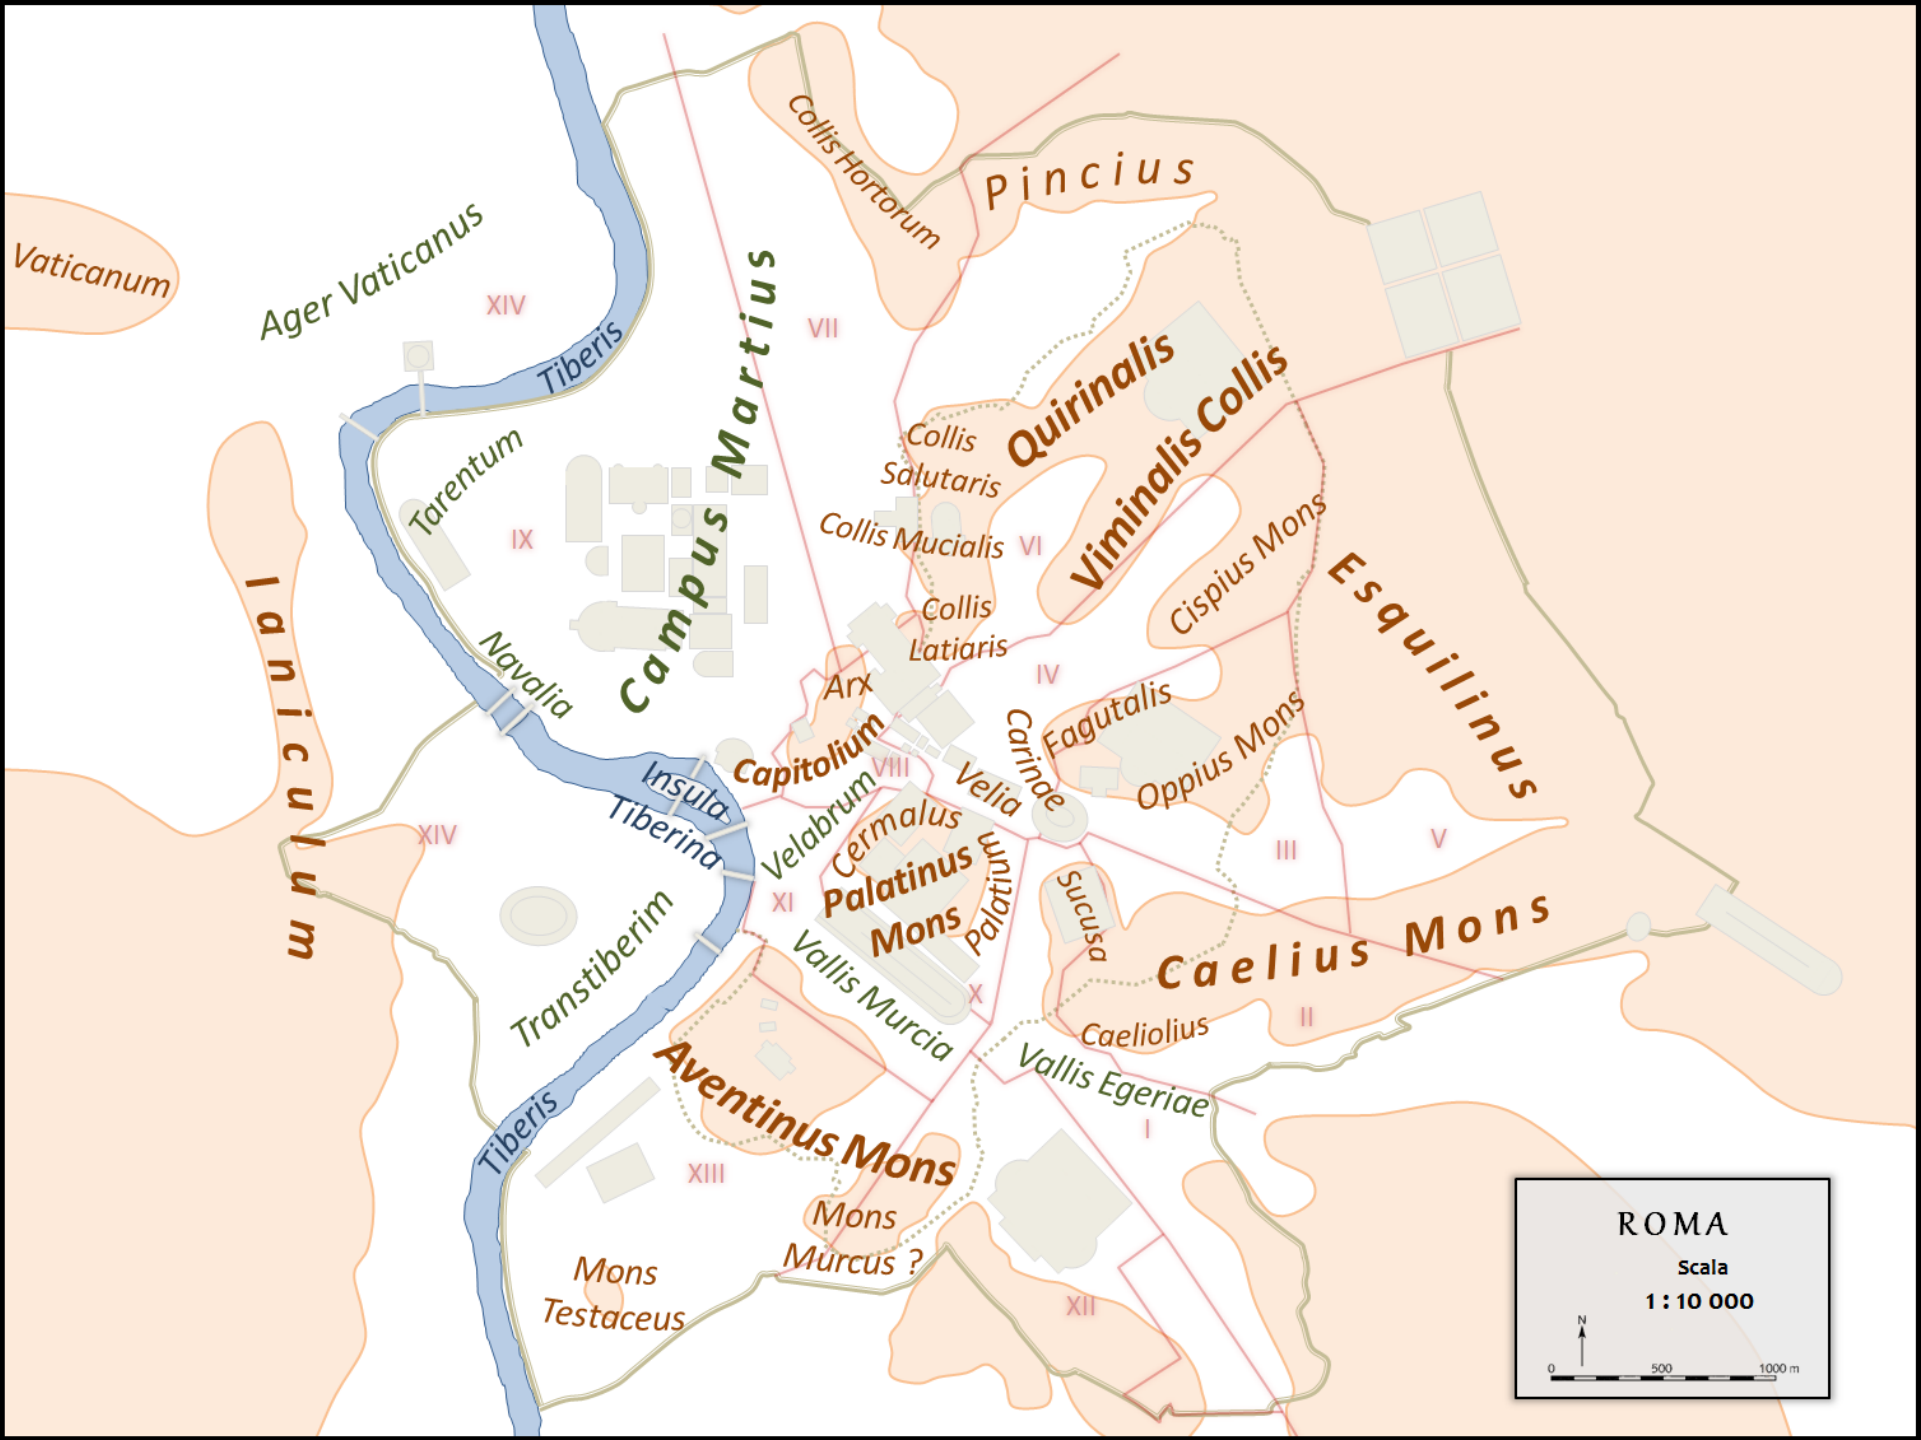 Collis Hortorum
Pincius
Vaticanum
Ager Vaticanus
XIV
Tiberis
VII
Campus Martius
Quirinalis
Viminalis Collis
Collis
Salutaris
Tarentum
IX
Collis Mucialis
VI
Cispius Mons
Esquilinus
Ianiculum
Collis
Latiaris
Navalia
Arx
IV
Fagutalis
Carinae
Oppius Mons
Capitolium
VIII
Velia
Insula
Tiberina
Velabrum
Cermalus
XIV
III
V
Palatinus
Mons
Palatium
Sucusa
XI
Caelius Mons
Transtiberim
Vallis Murcia
X
II
Caeliolius
Vallis Egeriae
I
Aventinus Mons
Tiberis
XIII
Mons
Murcus ?
Mons
Testaceus
XII
ROMA
Scala
1 : 10 000
N
0 500 1000 m